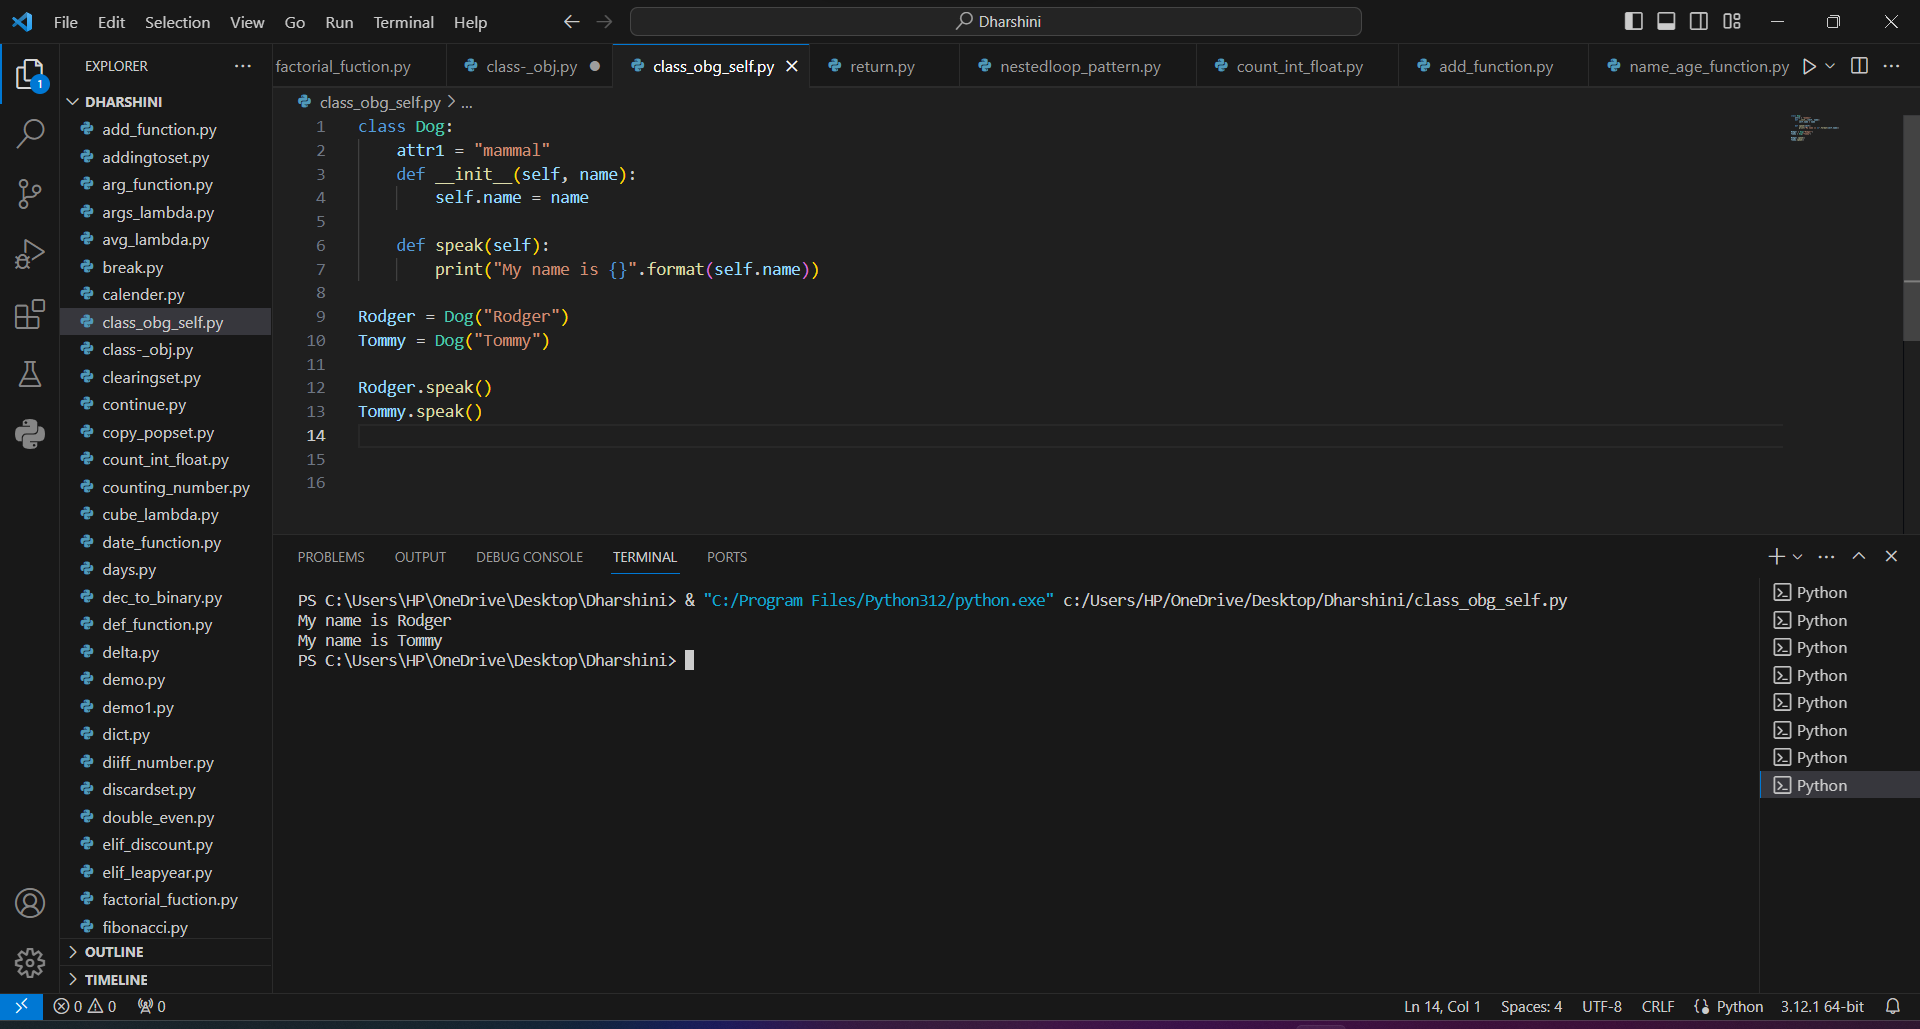 File Edit Selection View Go Run Terminal Help
Dharshini
EXPLORER
1
DHARSHINI
add_function.py
addingtoset.py
arg_function.py
args_lambda.py
avg_lambda.py
break.py
calender.py
class_obg_self.py
class-_obj.py
clearingset.py
continue.py
copy_popset.py
count_int_float.py
counting_number.py
cube_lambda.py
date_function.py
days.py
dec_to_binary.py
def_function.py
delta.py
demo.py
demo1.py
dict.py
diiff_number.py
discardset.py
double_even.py
elif_discount.py
elif_leapyear.py
factorial_fuction.py
fibonacci.py
OUTLINE
TIMELINE
factorial_fuction.py class-_obj.py class_obg_self.py return.py nestedloop_pattern.py count_int_float.py add_function.py name_age_function.py
class_obg_self.py > ...
1 class Dog:
2 attr1 = "mammal"
3 def __init__(self, name):
4 self.name = name
5
6 def speak(self):
7 print("My name is {}".format(self.name))
8
9 Rodger = Dog("Rodger")
10 Tommy = Dog("Tommy")
11
12 Rodger.speak()
13 Tommy.speak()
14
15
16
PROBLEMS OUTPUT DEBUG CONSOLE TERMINAL PORTS
PS C:\Users\HP\OneDrive\Desktop\Dharshini> & "C:/Program Files/Python312/python.exe" c:/Users/HP/OneDrive/Desktop/Dharshini/class_obg_self.py
My name is Rodger
My name is Tommy
PS C:\Users\HP\OneDrive\Desktop\Dharshini>
Python
Python
Python
Python
Python
Python
Python
Python
0 0 0 Ln 14, Col 1 Spaces: 4 UTF-8 CRLF Python 3.12.1 64-bit